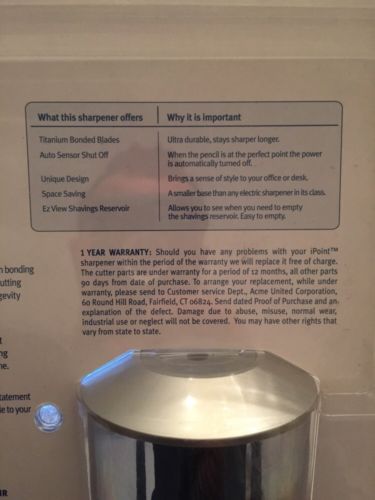 What this sharpener offers Why it is important
Titanium Bonded Blades Ultra durable, stays sharper longer.
Auto Sensor Shut Off When the pencil is at the perfect point the power
is automatically turned off.
Unique Design Brings a sense of style to your office or desk.
Space Saving A smaller base than any electric sharpener in its class.
Ez View Shavings Reservoir Allows you to see when you need to empty
the shavings reservoir. Easy to empty.
1 YEAR WARRANTY: Should you have any problems with your iPoint™
sharpener within the period of the warranty we will replace it free of charge.
The cutter parts are under warranty for a period of 12 months, all other parts
90 days from date of purchase. To arrange your replacement, while under
warranty, please send to Customer service Dept., Acme United Corporation,
60 Round Hill Road, Fairfield, CT 06824. Send dated Proof of Purchase and an
explanation of the defect. Damage due to abuse, misuse, normal wear,
industrial use or neglect will not be covered. You may have other rights that
vary from state to state.
bonding
utting
gevity
t
ng
ne.
tatement
le to your
IR